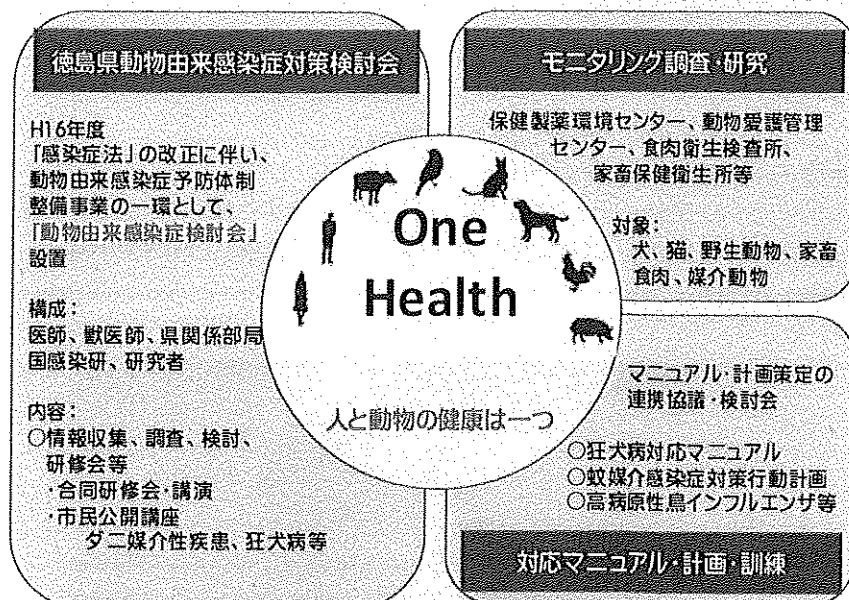 徳島県動物由来感染症対策検討会
H16年度
「感染症法」の改正に伴い、
動物由来感染症予防体制
整備事業の一環として、
「動物由来感染症検討会」
設置
構成：
医師、獣医師、県関係部局
国感染研、研究者
内容：
○情報収集、調査、検討、
研修会等
・合同研修会・講演
・市民公開講座
ダニ媒介性疾患、狂犬病等
One
Health
人と動物の健康は一つ
モニタリング調査・研究
保健製薬環境センター、動物愛護管理
センター、食肉衛生検査所、
家畜保健衛生所等
対象：
犬、猫、野生動物、家畜
食肉、媒介動物
マニュアル・計画策定の
連携協議・検討会
○狂犬病対応マニュアル
○蚊媒介感染症対策行動計画
○高病原性鳥インフルエンザ等
対応マニュアル・計画・訓練